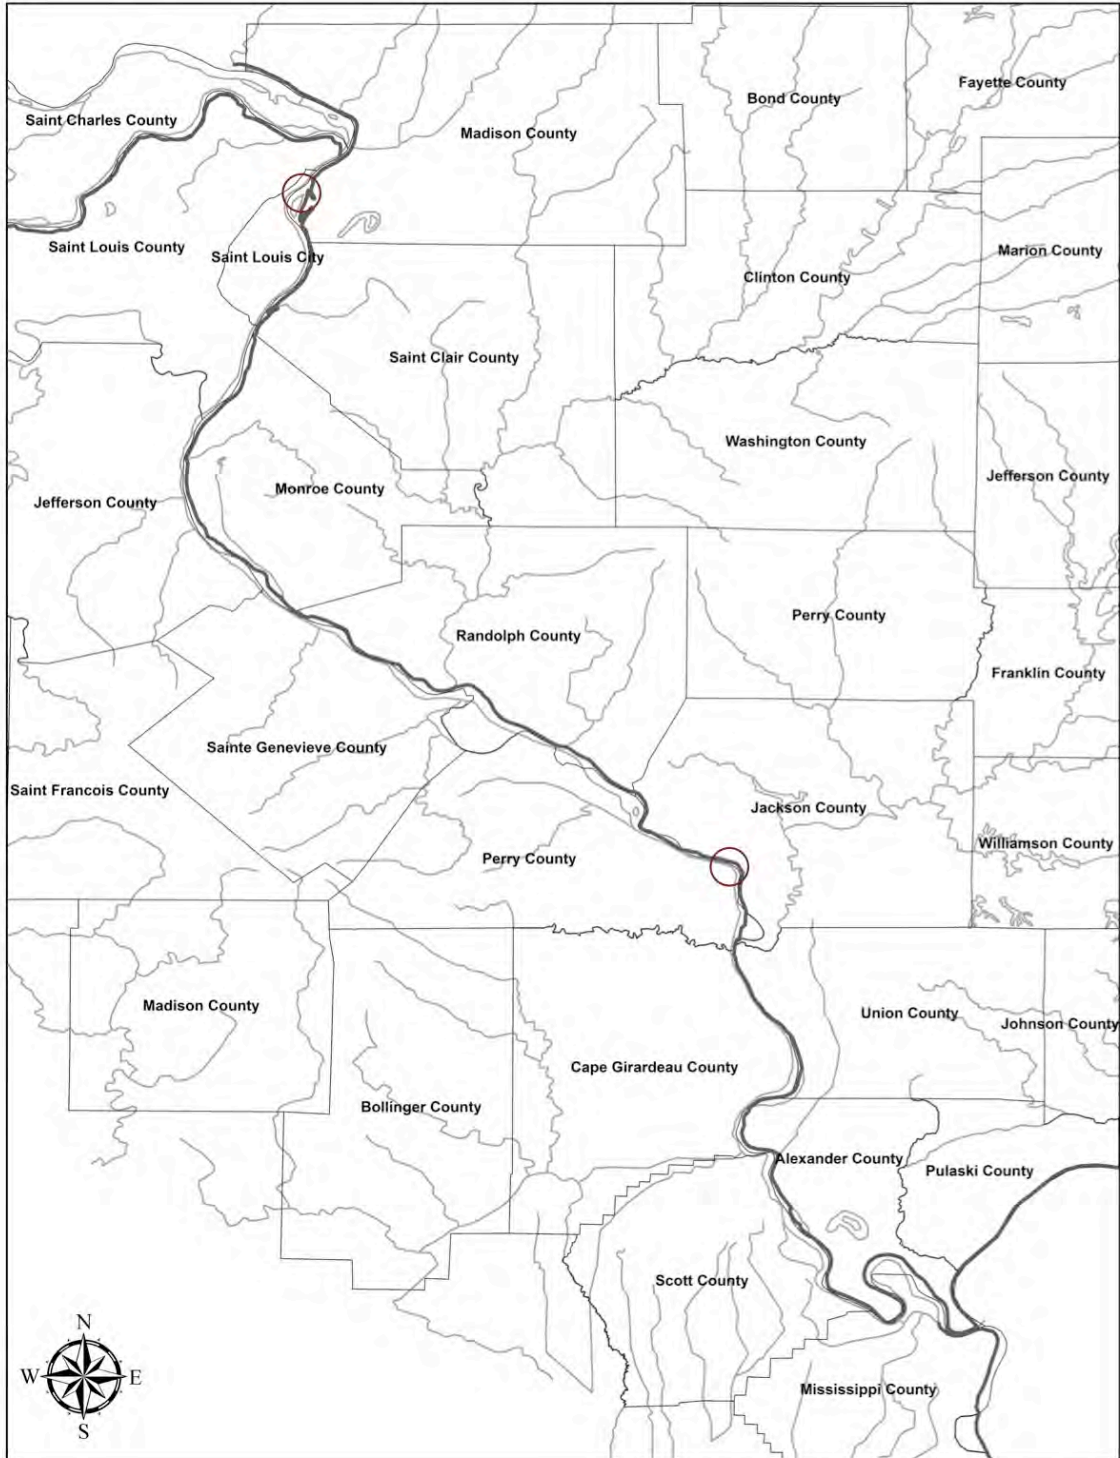 Fayette County
Bond County
Saint Charles County
Madison County
Saint Louis County
Saint Louis City
Marion County
Clinton County
Saint Clair County
Washington County
Jefferson County
Monroe County
Jefferson County
Perry County
Randolph County
Franklin County
Sainte Genevieve County
Saint Francois County
Jackson County
Williamson County
Perry County
Madison County
Union County
Johnson County
Cape Girardeau County
Bollinger County
Alexander County
Pulaski County
Scott County
Mississippi County
N
W E
S